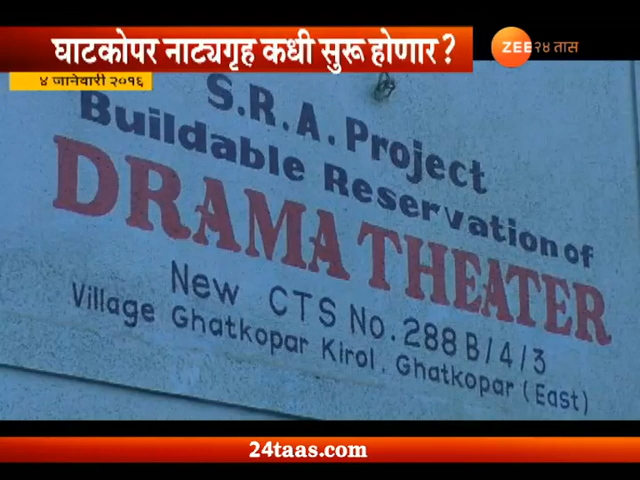 घाटकोपर नाट्यगृह कधी सुरू होणार?
ZEE २४ तास
४ जानेवारी २०१६
S.R.A. Project
Buildable Reservation of
DRAMA THEATER
New CTS No. 288 B/4/3
Village Ghatkopar Kirol, Ghatkopar (East)
24taas.com